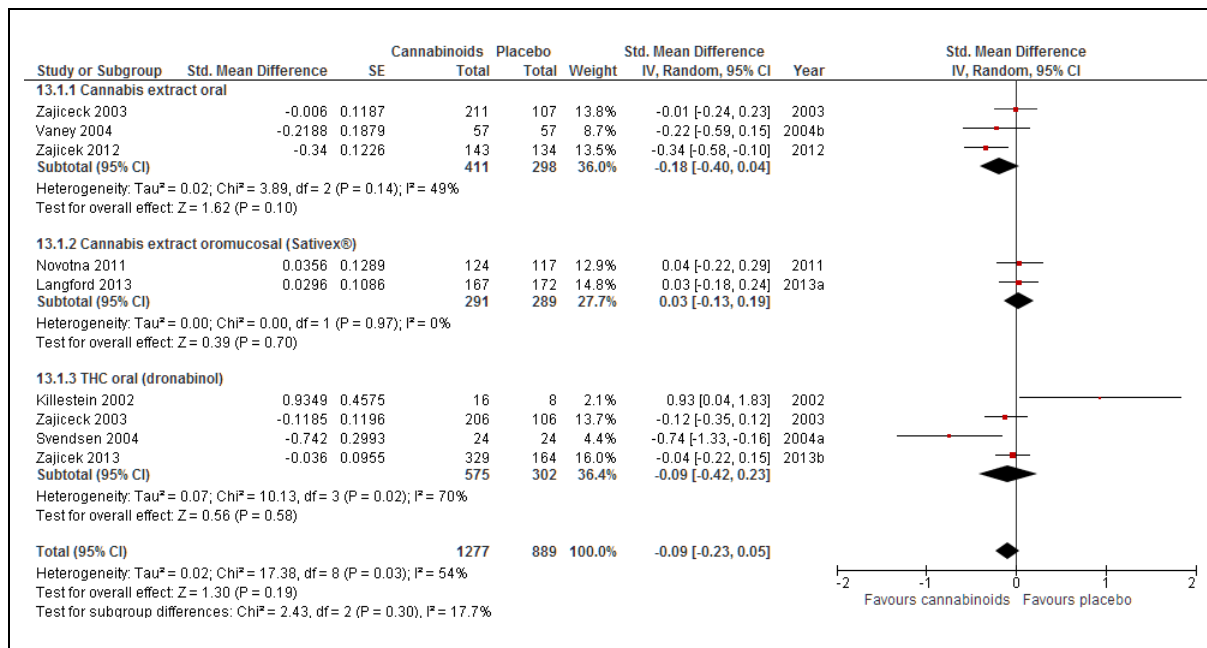 Cannabinoids Placebo Std. Mean Difference Std. Mean Difference
Study or Subgroup Std. Mean Difference SE Total Total Weight IV, Random, 95% CI Year IV, Random, 95% CI
13.1.1 Cannabis extract oral
Zajiceck 2003 -0.006 0.1187 211 107 13.8% -0.01 [-0.24, 0.23] 2003
Vaney 2004 -0.2188 0.1879 57 57 8.7% -0.22 [-0.59, 0.15] 2004b
Zajicek 2012 -0.34 0.1226 143 134 13.5% -0.34 [-0.58, -0.10] 2012
Subtotal (95% CI) 411 298 36.0% -0.18 [-0.40, 0.04]
Heterogeneity: Tau² = 0.02; Chi² = 3.89, df = 2 (P = 0.14); I² = 49%
Test for overall effect: Z = 1.62 (P = 0.10)
13.1.2 Cannabis extract oromucosal (Sativex®)
Novotna 2011 0.0356 0.1289 124 117 12.9% 0.04 [-0.22, 0.29] 2011
Langford 2013 0.0296 0.1086 167 172 14.8% 0.03 [-0.18, 0.24] 2013a
Subtotal (95% CI) 291 289 27.7% 0.03 [-0.13, 0.19]
Heterogeneity: Tau² = 0.00; Chi² = 0.00, df = 1 (P = 0.97); I² = 0%
Test for overall effect: Z = 0.39 (P = 0.70)
13.1.3 THC oral (dronabinol)
Killestein 2002 0.9349 0.4575 16 8 2.1% 0.93 [0.04, 1.83] 2002
Zajiceck 2003 -0.1185 0.1196 206 106 13.7% -0.12 [-0.35, 0.12] 2003
Svendsen 2004 -0.742 0.2993 24 24 4.4% -0.74 [-1.33, -0.16] 2004a
Zajicek 2013 -0.036 0.0955 329 164 16.0% -0.04 [-0.22, 0.15] 2013b
Subtotal (95% CI) 575 302 36.4% -0.09 [-0.42, 0.23]
Heterogeneity: Tau² = 0.07; Chi² = 10.13, df = 3 (P = 0.02); I² = 70%
Test for overall effect: Z = 0.56 (P = 0.58)
Total (95% CI) 1277 889 100.0% -0.09 [-0.23, 0.05]
Heterogeneity: Tau² = 0.02; Chi² = 17.38, df = 8 (P = 0.03); I² = 54%
Test for overall effect: Z = 1.30 (P = 0.19)
Test for subgroup differences: Chi² = 2.43, df = 2 (P = 0.30), I² = 17.7%
-2 -1 0 1 2
Favours cannabinoids Favours placebo